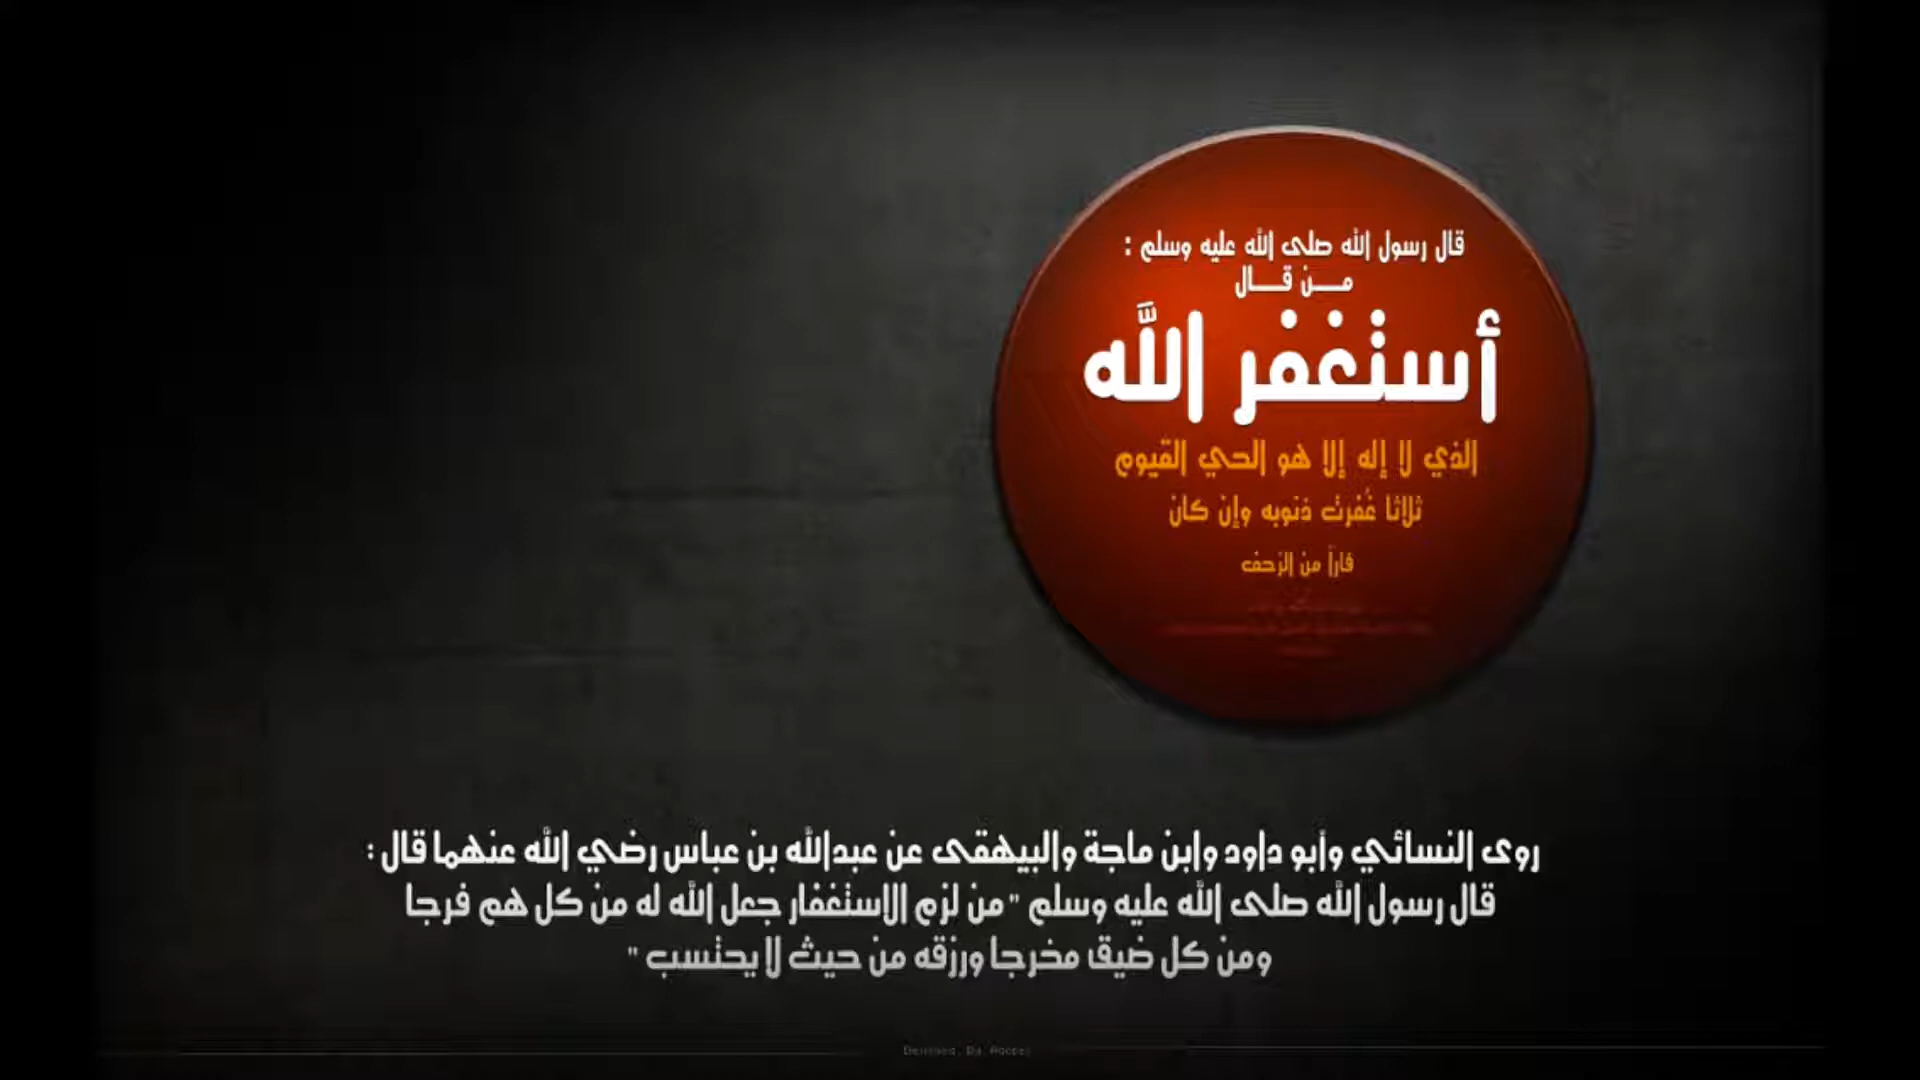 قال رسول الله صلى الله عليه وسلم :
مـــن قـــال
أستغفر اللَّه
الذي لا إله إلا هو الحي القيوم
ثلاثا غُفرت ذنوبه وإن كان
فاراً من الزحف
روى النسائي وأبو داود وابن ماجة والبيهقى عن عبدالله بن عباس رضي الله عنهما قال :
قال رسول الله صلى الله عليه وسلم " من لزم الاستغفار جعل الله له من كل هم فرجا
ومن كل ضيق مخرجا ورزقه من حيث لا يحتسب "